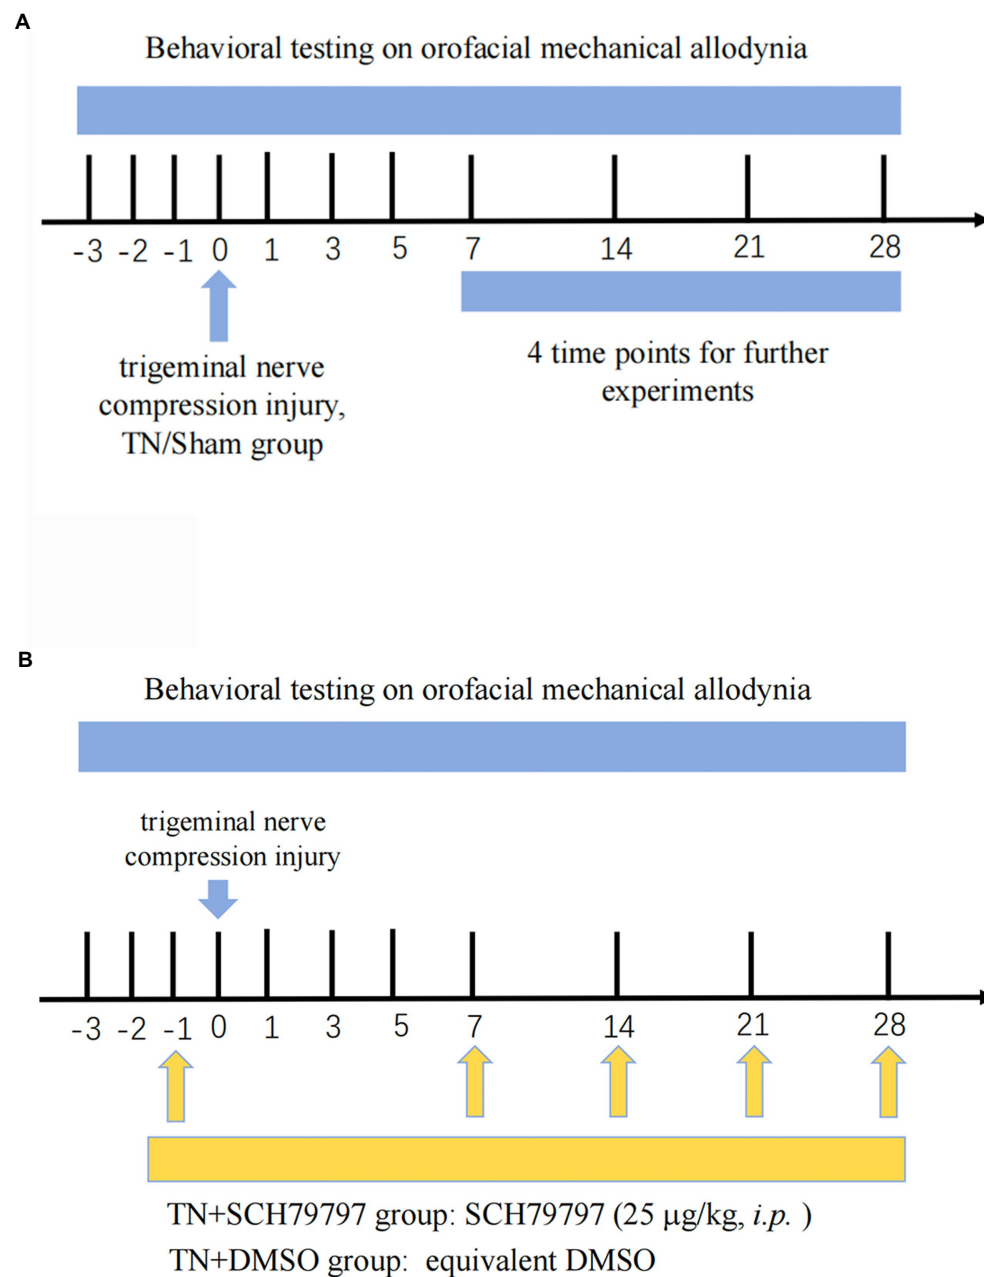 A
Behavioral testing on orofacial mechanical allodynia
-3 -2 -1 0 1 3 5 7 14 21 28
trigeminal nerve
compression injury,
TN/Sham group
4 time points for further
experiments
B
Behavioral testing on orofacial mechanical allodynia
trigeminal nerve
compression injury
-3 -2 -1 0 1 3 5 7 14 21 28
TN+SCH79797 group: SCH79797 (25 μg/kg, i.p. )
TN+DMSO group: equivalent DMSO